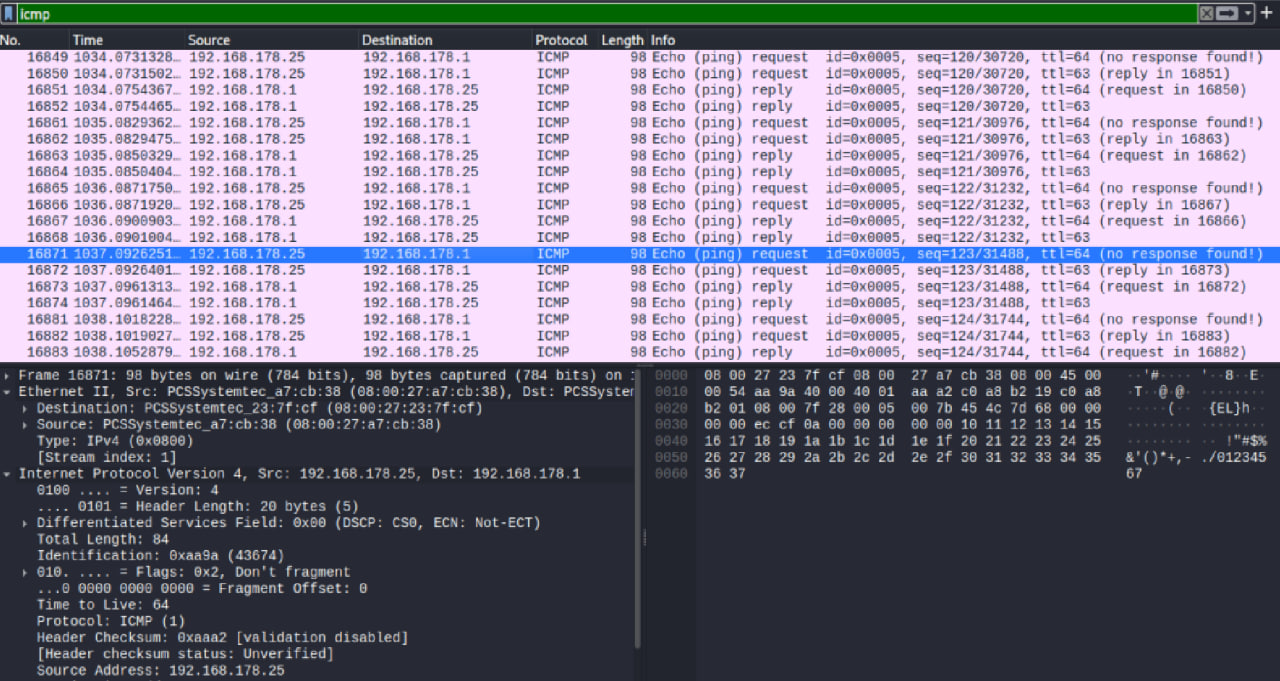 icmp
No. Time Source Destination Protocol Length Info
16849 1034.0731328… 192.168.178.25 192.168.178.1 ICMP 98 Echo (ping) request id=0x0005, seq=120/30720, ttl=64 (no response found!)
16850 1034.0731502… 192.168.178.25 192.168.178.1 ICMP 98 Echo (ping) request id=0x0005, seq=120/30720, ttl=63 (reply in 16851)
16851 1034.0754367… 192.168.178.1 192.168.178.25 ICMP 98 Echo (ping) reply id=0x0005, seq=120/30720, ttl=64 (request in 16850)
16852 1034.0754465… 192.168.178.1 192.168.178.25 ICMP 98 Echo (ping) reply id=0x0005, seq=120/30720, ttl=63
16861 1035.0829362… 192.168.178.25 192.168.178.1 ICMP 98 Echo (ping) request id=0x0005, seq=121/30976, ttl=64 (no response found!)
16862 1035.0829475… 192.168.178.25 192.168.178.1 ICMP 98 Echo (ping) request id=0x0005, seq=121/30976, ttl=63 (reply in 16863)
16863 1035.0850329… 192.168.178.1 192.168.178.25 ICMP 98 Echo (ping) reply id=0x0005, seq=121/30976, ttl=64 (request in 16862)
16864 1035.0850404… 192.168.178.1 192.168.178.25 ICMP 98 Echo (ping) reply id=0x0005, seq=121/30976, ttl=63
16865 1036.0871750… 192.168.178.25 192.168.178.1 ICMP 98 Echo (ping) request id=0x0005, seq=122/31232, ttl=64 (no response found!)
16866 1036.0871920… 192.168.178.25 192.168.178.1 ICMP 98 Echo (ping) request id=0x0005, seq=122/31232, ttl=63 (reply in 16867)
16867 1036.0900903… 192.168.178.1 192.168.178.25 ICMP 98 Echo (ping) reply id=0x0005, seq=122/31232, ttl=64 (request in 16866)
16868 1036.0901004… 192.168.178.1 192.168.178.25 ICMP 98 Echo (ping) reply id=0x0005, seq=122/31232, ttl=63
16871 1037.0926251… 192.168.178.25 192.168.178.1 ICMP 98 Echo (ping) request id=0x0005, seq=123/31488, ttl=64 (no response found!)
16872 1037.0926401… 192.168.178.25 192.168.178.1 ICMP 98 Echo (ping) request id=0x0005, seq=123/31488, ttl=63 (reply in 16873)
16873 1037.0961313… 192.168.178.1 192.168.178.25 ICMP 98 Echo (ping) reply id=0x0005, seq=123/31488, ttl=64 (request in 16872)
16874 1037.0961464… 192.168.178.1 192.168.178.25 ICMP 98 Echo (ping) reply id=0x0005, seq=123/31488, ttl=63
16881 1038.1018228… 192.168.178.25 192.168.178.1 ICMP 98 Echo (ping) request id=0x0005, seq=124/31744, ttl=64 (no response found!)
16882 1038.1019027… 192.168.178.25 192.168.178.1 ICMP 98 Echo (ping) request id=0x0005, seq=124/31744, ttl=63 (reply in 16883)
16883 1038.1052879… 192.168.178.1 192.168.178.25 ICMP 98 Echo (ping) reply id=0x0005, seq=124/31744, ttl=64 (request in 16882)
Frame 16871: 98 bytes on wire (784 bits), 98 bytes captured (784 bits) on
Ethernet II, Src: PCSSystemtec_a7:cb:38 (08:00:27:a7:cb:38), Dst: PCSSyster
Destination: PCSSystemtec_23:7f:cf (08:00:27:23:7f:cf)
Source: PCSSystemtec_a7:cb:38 (08:00:27:a7:cb:38)
Type: IPv4 (0x0800)
[Stream index: 1]
Internet Protocol Version 4, Src: 192.168.178.25, Dst: 192.168.178.1
0100 .... = Version: 4
.... 0101 = Header Length: 20 bytes (5)
Differentiated Services Field: 0x00 (DSCP: CS0, ECN: Not-ECT)
Total Length: 84
Identification: 0xaa9a (43674)
010. .... = Flags: 0x2, Don't fragment
...0 0000 0000 0000 = Fragment Offset: 0
Time to Live: 64
Protocol: ICMP (1)
Header Checksum: 0xaaa2 [validation disabled]
[Header checksum status: Unverified]
Source Address: 192.168.178.25
0000 08 00 27 23 7f cf 08 00 27 a7 cb 38 08 00 45 00 ··'#···· '··8··E·
0010 00 54 aa 9a 40 00 40 01 aa a2 c0 a8 b2 19 c0 a8 ·T··@·@· ········
0020 b2 01 08 00 7f 28 00 05 00 7b 45 4c 7d 68 00 00 ·····(·· ·{EL}h··
0030 00 00 ec cf 0a 00 00 00 00 00 10 11 12 13 14 15 ········ ········
0040 16 17 18 19 1a 1b 1c 1d 1e 1f 20 21 22 23 24 25 ········ ·· !"#$%
0050 26 27 28 29 2a 2b 2c 2d 2e 2f 30 31 32 33 34 35 &'()*+,- ./012345
0060 36 37 67